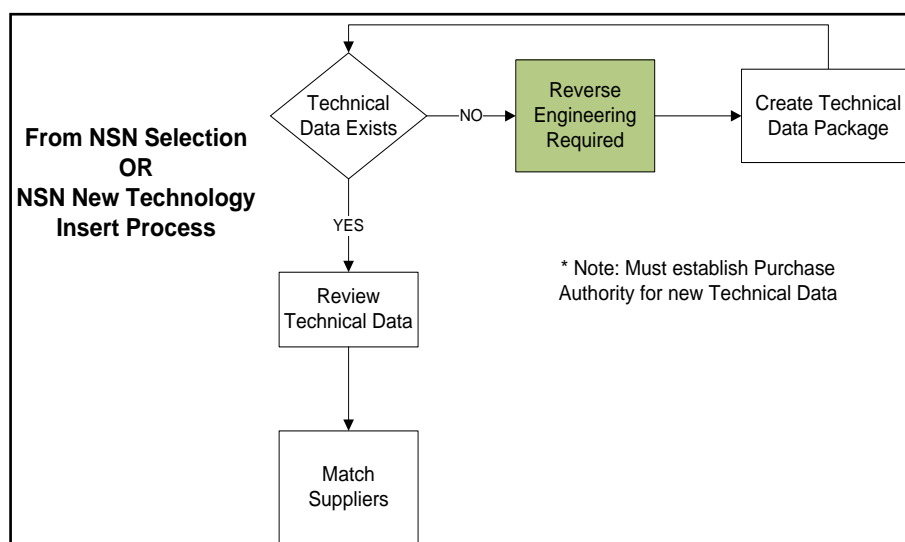 From NSN Selection
OR
NSN New Technology
Insert Process
Technical
Data Exists
NO
Reverse
Engineering
Required
Create Technical
Data Package
YES
Review
Technical Data
* Note: Must establish Purchase
Authority for new Technical Data
Match
Suppliers